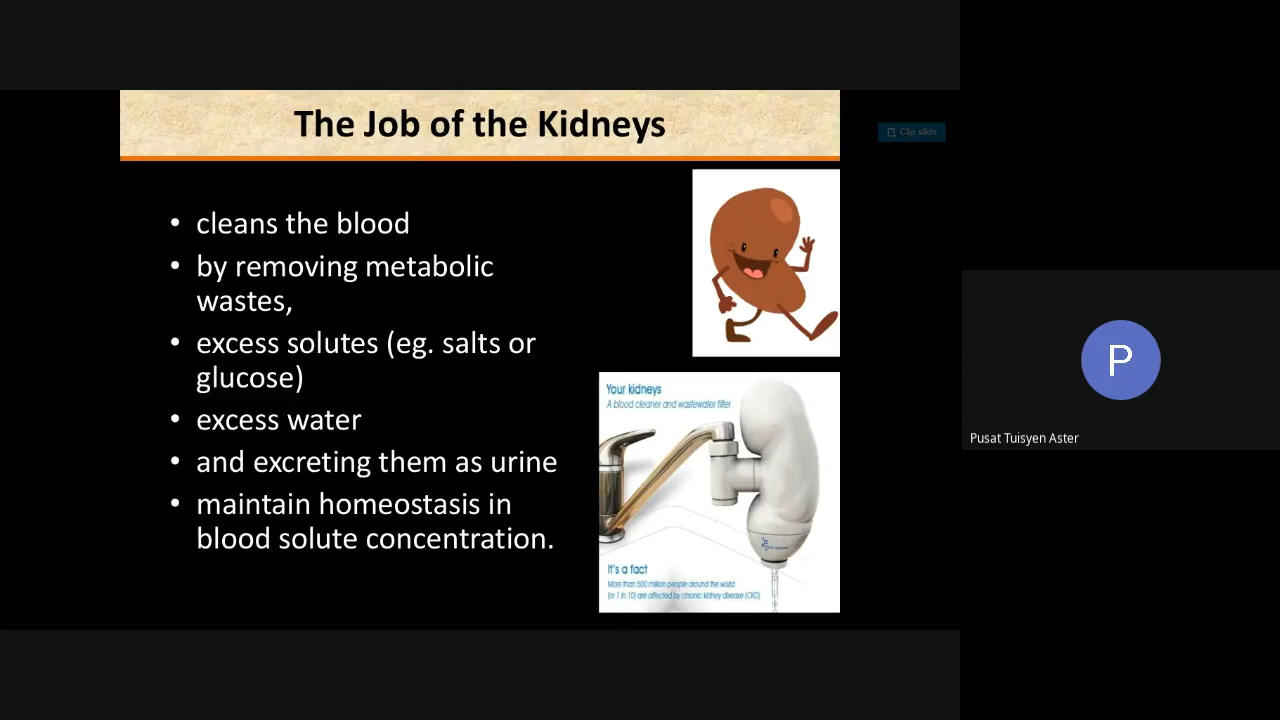 The Job of the Kidneys
Clip slide
• cleans the blood
• by removing metabolic
wastes,
• excess solutes (eg. salts or
glucose)
• excess water
• and excreting them as urine
• maintain homeostasis in
blood solute concentration.
Your kidneys
A blood cleaner and wastewater filter
It's a fact
More than 500 million people around the world
(or 1 in 10) are affected by chronic kidney disease (CKD)
P
Pusat Tuisyen Aster